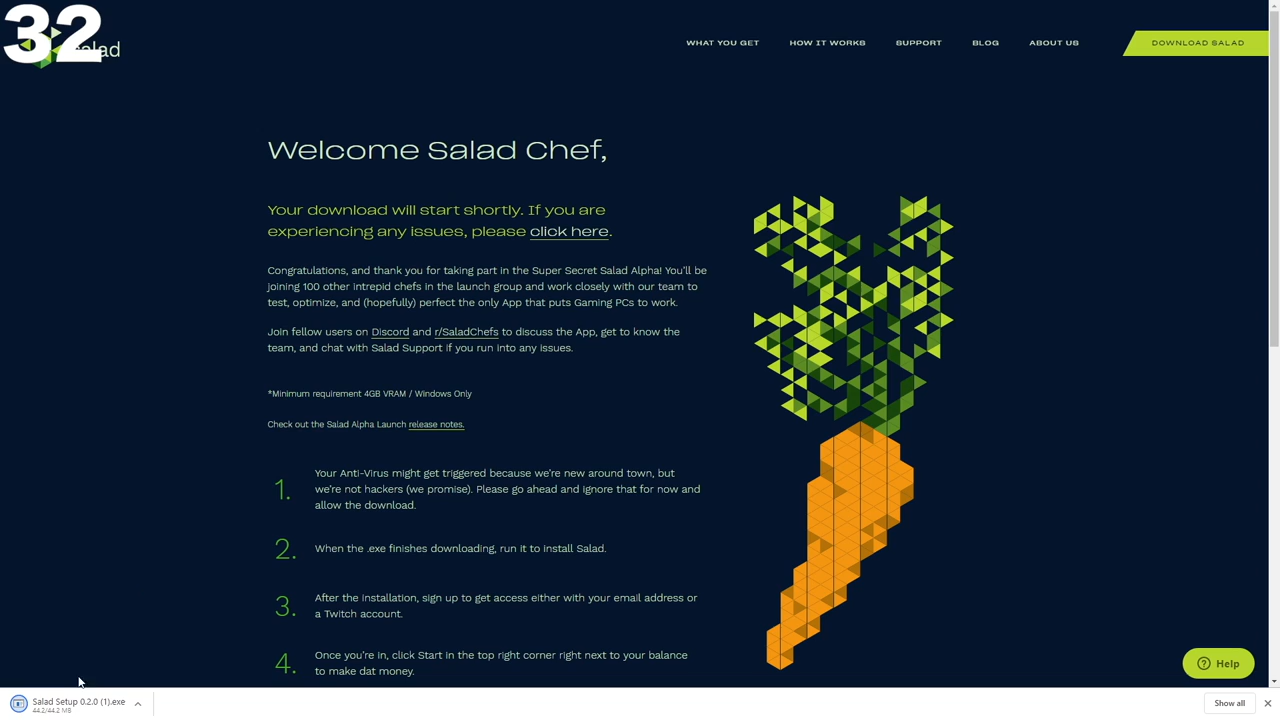 32
salad
WHAT YOU GET
HOW IT WORKS
SUPPORT
BLOG
ABOUT US
DOWNLOAD SALAD
Welcome Salad Chef,
Your download will start shortly. If you are
experiencing any issues, please click here.
Congratulations, and thank you for taking part in the Super Secret Salad Alpha! You'll be
joining 100 other intrepid chefs in the launch group and work closely with our team to
test, optimize, and (hopefully) perfect the only App that puts Gaming PCs to work.
Join fellow users on Discord and r/SaladChefs to discuss the App, get to know the
team, and chat with Salad Support if you run into any issues.
*Minimum requirement 4GB VRAM / Windows Only
Check out the Salad Alpha Launch release notes.
1.
Your Anti-Virus might get triggered because we're new around town, but
we're not hackers (we promise). Please go ahead and ignore that for now and
allow the download.
2.
When the .exe finishes downloading, run it to install Salad.
3.
After the installation, sign up to get access either with your email address or
a Twitch account.
4.
Once you're in, click Start in the top right corner right next to your balance
to make dat money.
Help
Salad Setup 0.2.0 (1).exe
44.2/44.2 MB
Show all